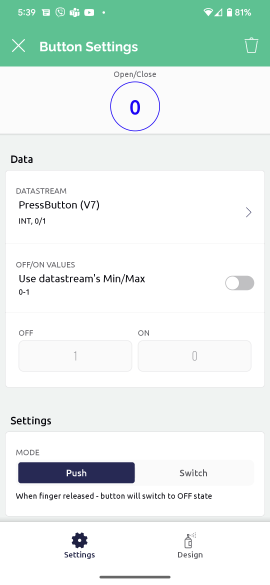 5:39
81%
Button Settings
Open/Close
0
Data
DATASTREAM
PressButton (V7)
INT, 0/1
OFF/ON VALUES
Use datastream's Min/Max
0-1
OFF ON
1 0
Settings
MODE
Push Switch
When finger released - button will switch to OFF state
Settings Design